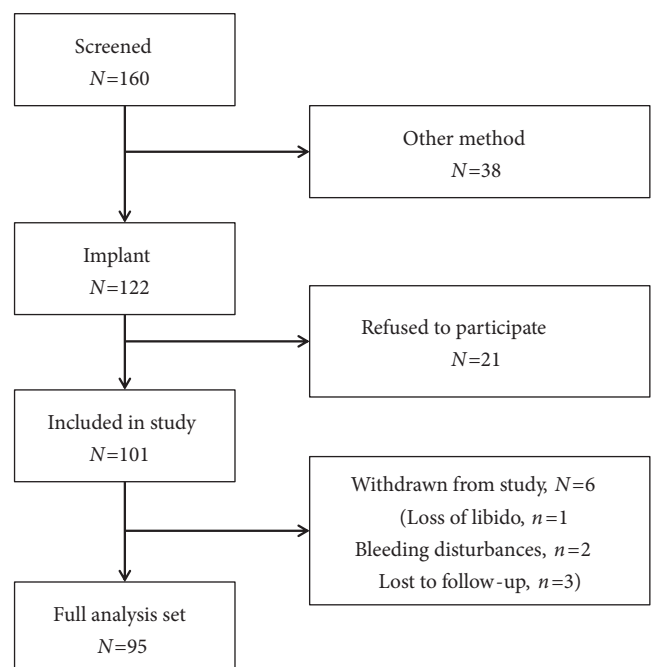 Screened
N=160
Other method
N=38
Implant
N=122
Refused to participate
N=21
Included in study
N=101
Withdrawn from study, N=6
(Loss of libido, n=1
Bleeding disturbances, n=2
Lost to follow-up, n=3)
Full analysis set
N=95